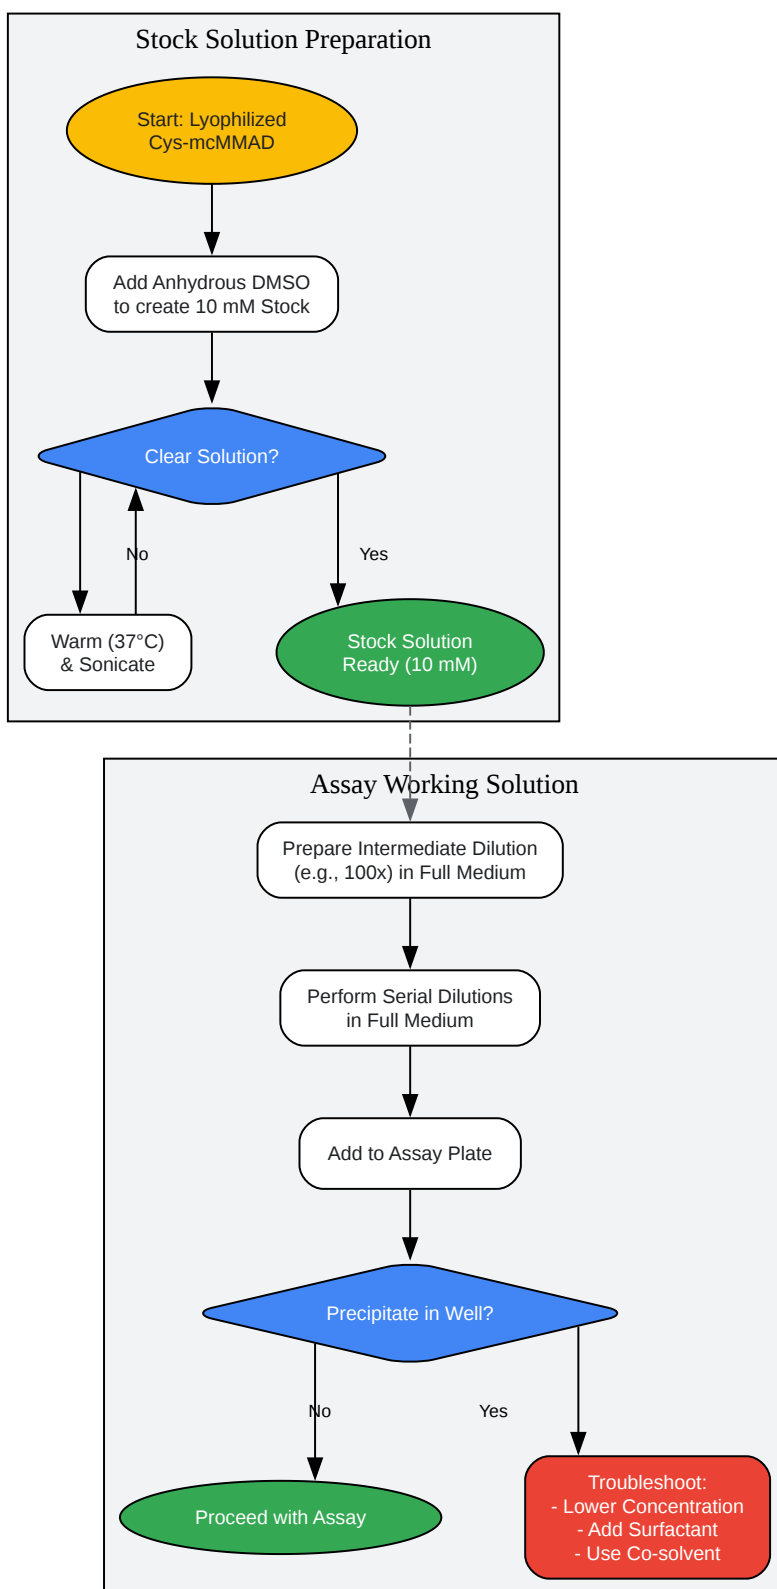 Stock Solution Preparation
Start: Lyophilized
Cys-mcMMAD
Add Anhydrous DMSO
to create 10 mM Stock
Clear Solution?
No
Yes
Warm (37°C)
& Sonicate
Stock Solution
Ready (10 mM)
Assay Working Solution
Prepare Intermediate Dilution
(e.g., 100x) in Full Medium
Perform Serial Dilutions
in Full Medium
Add to Assay Plate
Precipitate in Well?
No
Yes
Proceed with Assay
Troubleshoot:
- Lower Concentration
- Add Surfactant
- Use Co-solvent